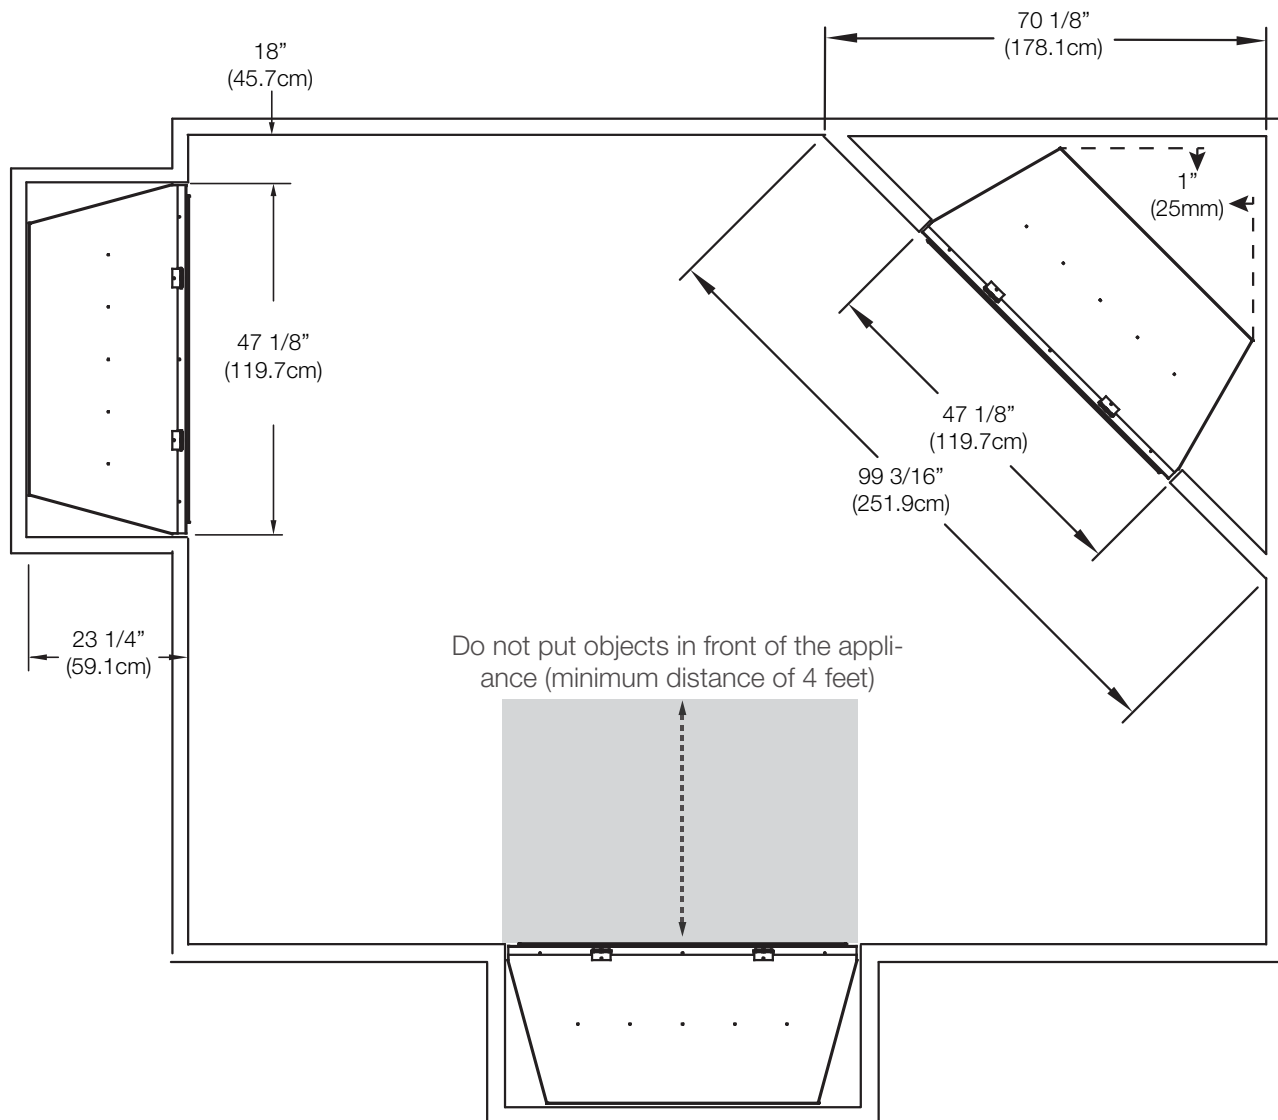 70 1/8”
(178.1cm)
18”
(45.7cm)
1”
(25mm)
47 1/8”
(119.7cm)
47 1/8”
(119.7cm)
99 3/16”
(251.9cm)
23 1/4”
(59.1cm)
Do not put objects in front of the appli-
ance (minimum distance of 4 feet)